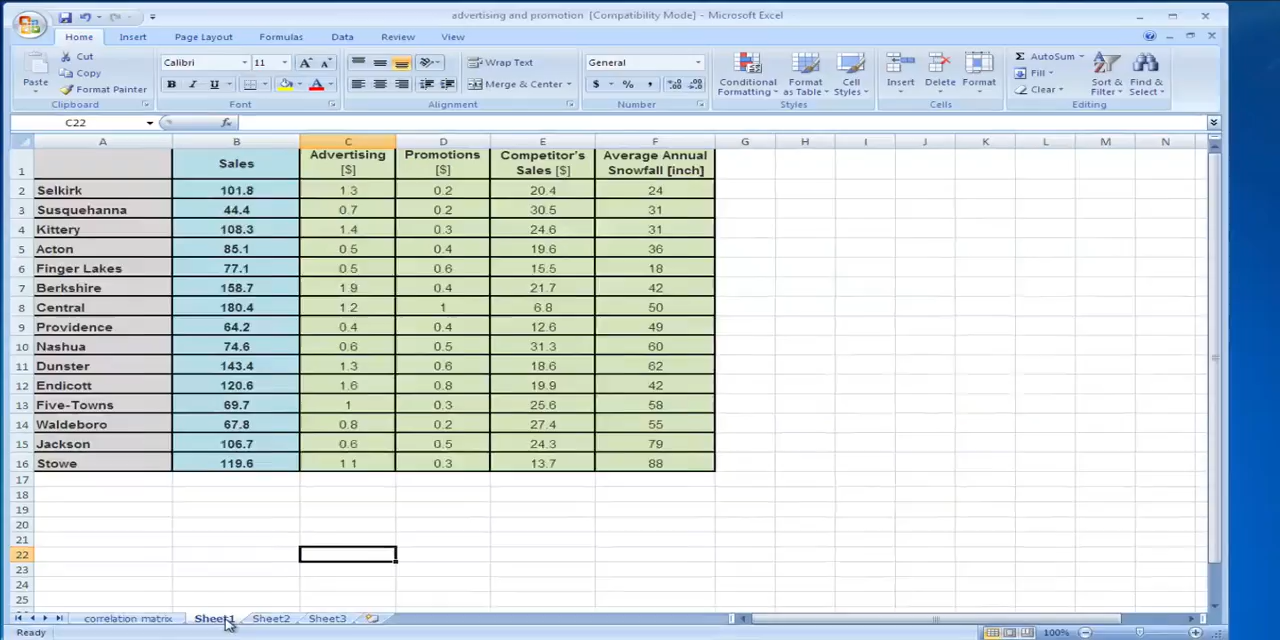 advertising and promotion [Compatibility Mode] - Microsoft Excel
Home Insert Page Layout Formulas Data Review View
Paste Cut Copy Format Painter Clipboard
Calibri 11 A A B I U A Font
Wrap Text Merge & Center Alignment
General $ % , Number
Conditional Formatting Format as Table Cell Styles Styles
Insert Delete Format Cells
Σ AutoSum Fill Clear Sort & Filter Find & Select Editing
C22 fx
A B C D E F G H I J K L M N
1 Sales Advertising [$] Promotions [$] Competitor's Sales [$] Average Annual Snowfall [inch]
2 Selkirk 101.8 1.3 0.2 20.4 24
3 Susquehanna 44.4 0.7 0.2 30.5 31
4 Kittery 108.3 1.4 0.3 24.6 31
5 Acton 85.1 0.5 0.4 19.6 36
6 Finger Lakes 77.1 0.5 0.6 15.5 18
7 Berkshire 158.7 1.9 0.4 21.7 42
8 Central 180.4 1.2 1 6.8 50
9 Providence 64.2 0.4 0.4 12.6 49
10 Nashua 74.6 0.6 0.5 31.3 60
11 Dunster 143.4 1.3 0.6 18.6 62
12 Endicott 120.6 1.6 0.8 19.9 42
13 Five-Towns 69.7 1 0.3 25.6 58
14 Waldeboro 67.8 0.8 0.2 27.4 55
15 Jackson 106.7 0.6 0.5 24.3 79
16 Stowe 119.6 1.1 0.3 13.7 88
17
18
19
20
21
22
23
24
25
correlation matrix Sheet1 Sheet2 Sheet3
Ready 100%